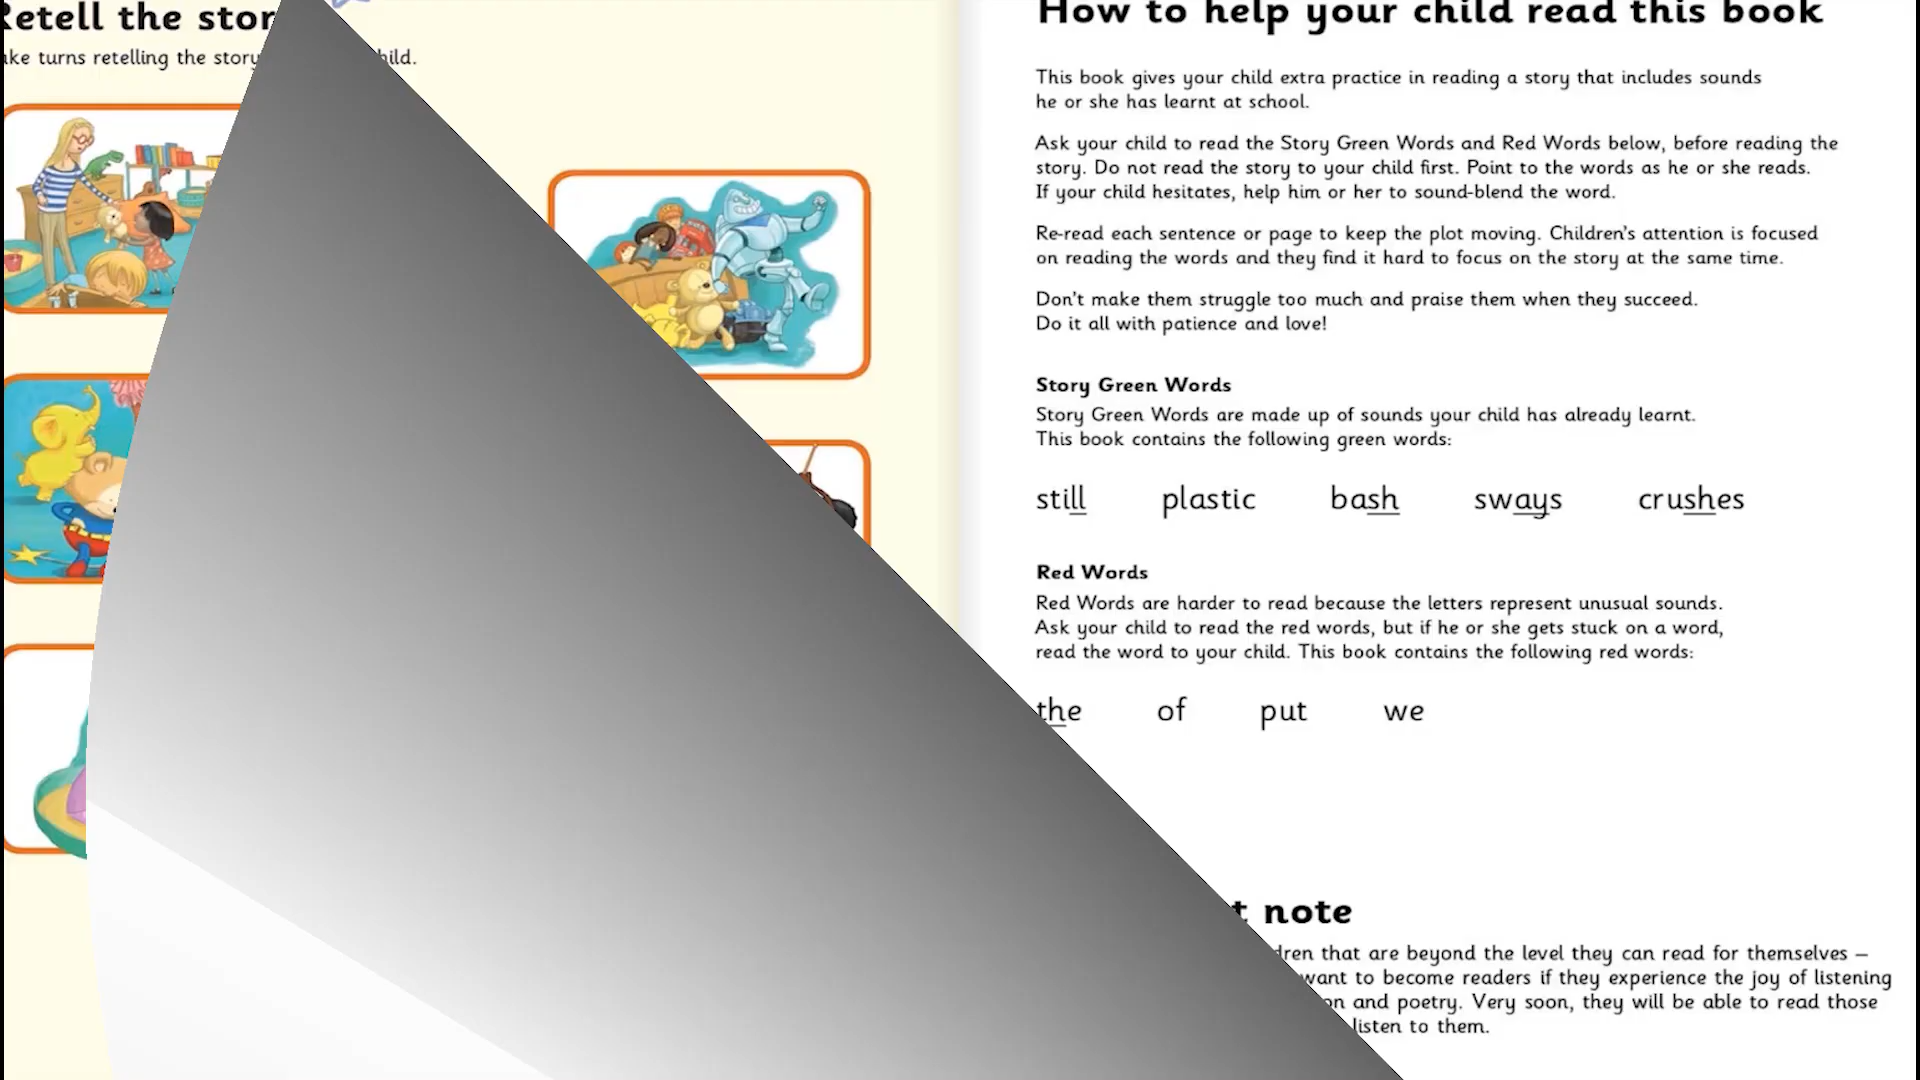 Retell the stor
ke turns retelling the story hild.
How to help your child read this book
This book gives your child extra practice in reading a story that includes sounds
he or she has learnt at school.
Ask your child to read the Story Green Words and Red Words below, before reading the
story. Do not read the story to your child first. Point to the words as he or she reads.
If your child hesitates, help him or her to sound-blend the word.
Re-read each sentence or page to keep the plot moving. Children's attention is focused
on reading the words and they find it hard to focus on the story at the same time.
Don't make them struggle too much and praise them when they succeed.
Do it all with patience and love!
Story Green Words
Story Green Words are made up of sounds your child has already learnt.
This book contains the following green words:
still plastic bash sways crushes
Red Words
Red Words are harder to read because the letters represent unusual sounds.
Ask your child to read the red words, but if he or she gets stuck on a word,
read the word to your child. This book contains the following red words:
the of put we
t note
dren that are beyond the level they can read for themselves –
want to become readers if they experience the joy of listening
on and poetry. Very soon, they will be able to read those
listen to them.